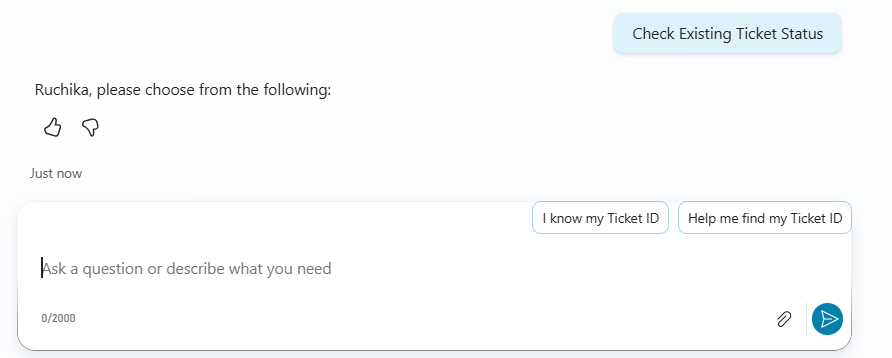 Check Existing Ticket Status
Ruchika, please choose from the following:
Just now
I know my Ticket ID
Help me find my Ticket ID
Ask a question or describe what you need
0/2000